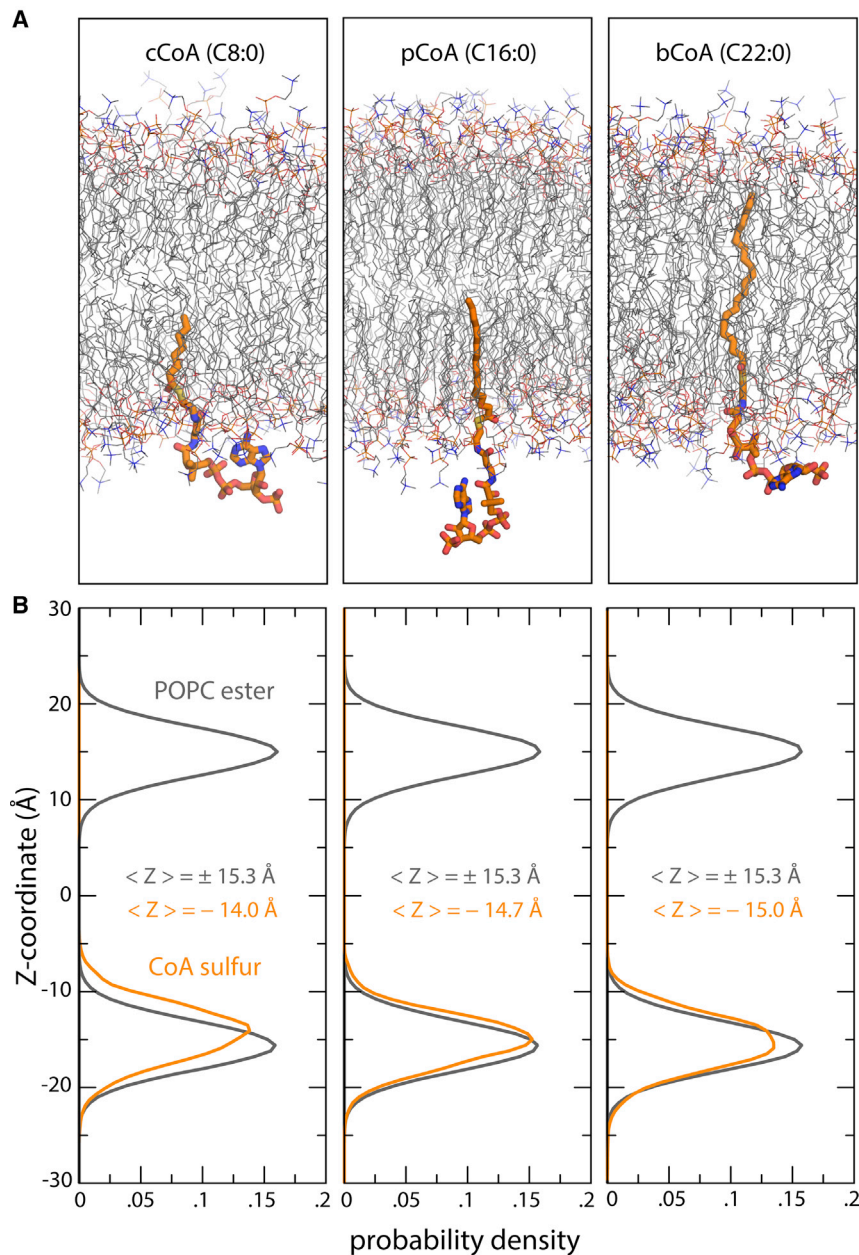 A
cCoA (C8:0)
pCoA (C16:0)
bCoA (C22:0)
B
30
20
10
0
-10
-20
-30
Z-coordinate (Å)
POPC ester
< Z > = ± 15.3 Å
< Z > = − 14.0 Å
CoA sulfur
< Z > = ± 15.3 Å
< Z > = − 14.7 Å
< Z > = ± 15.3 Å
< Z > = − 15.0 Å
0 .05 .1 .15 .2
0 .05 .1 .15 .2
0 .05 .1 .15 .2
probability density